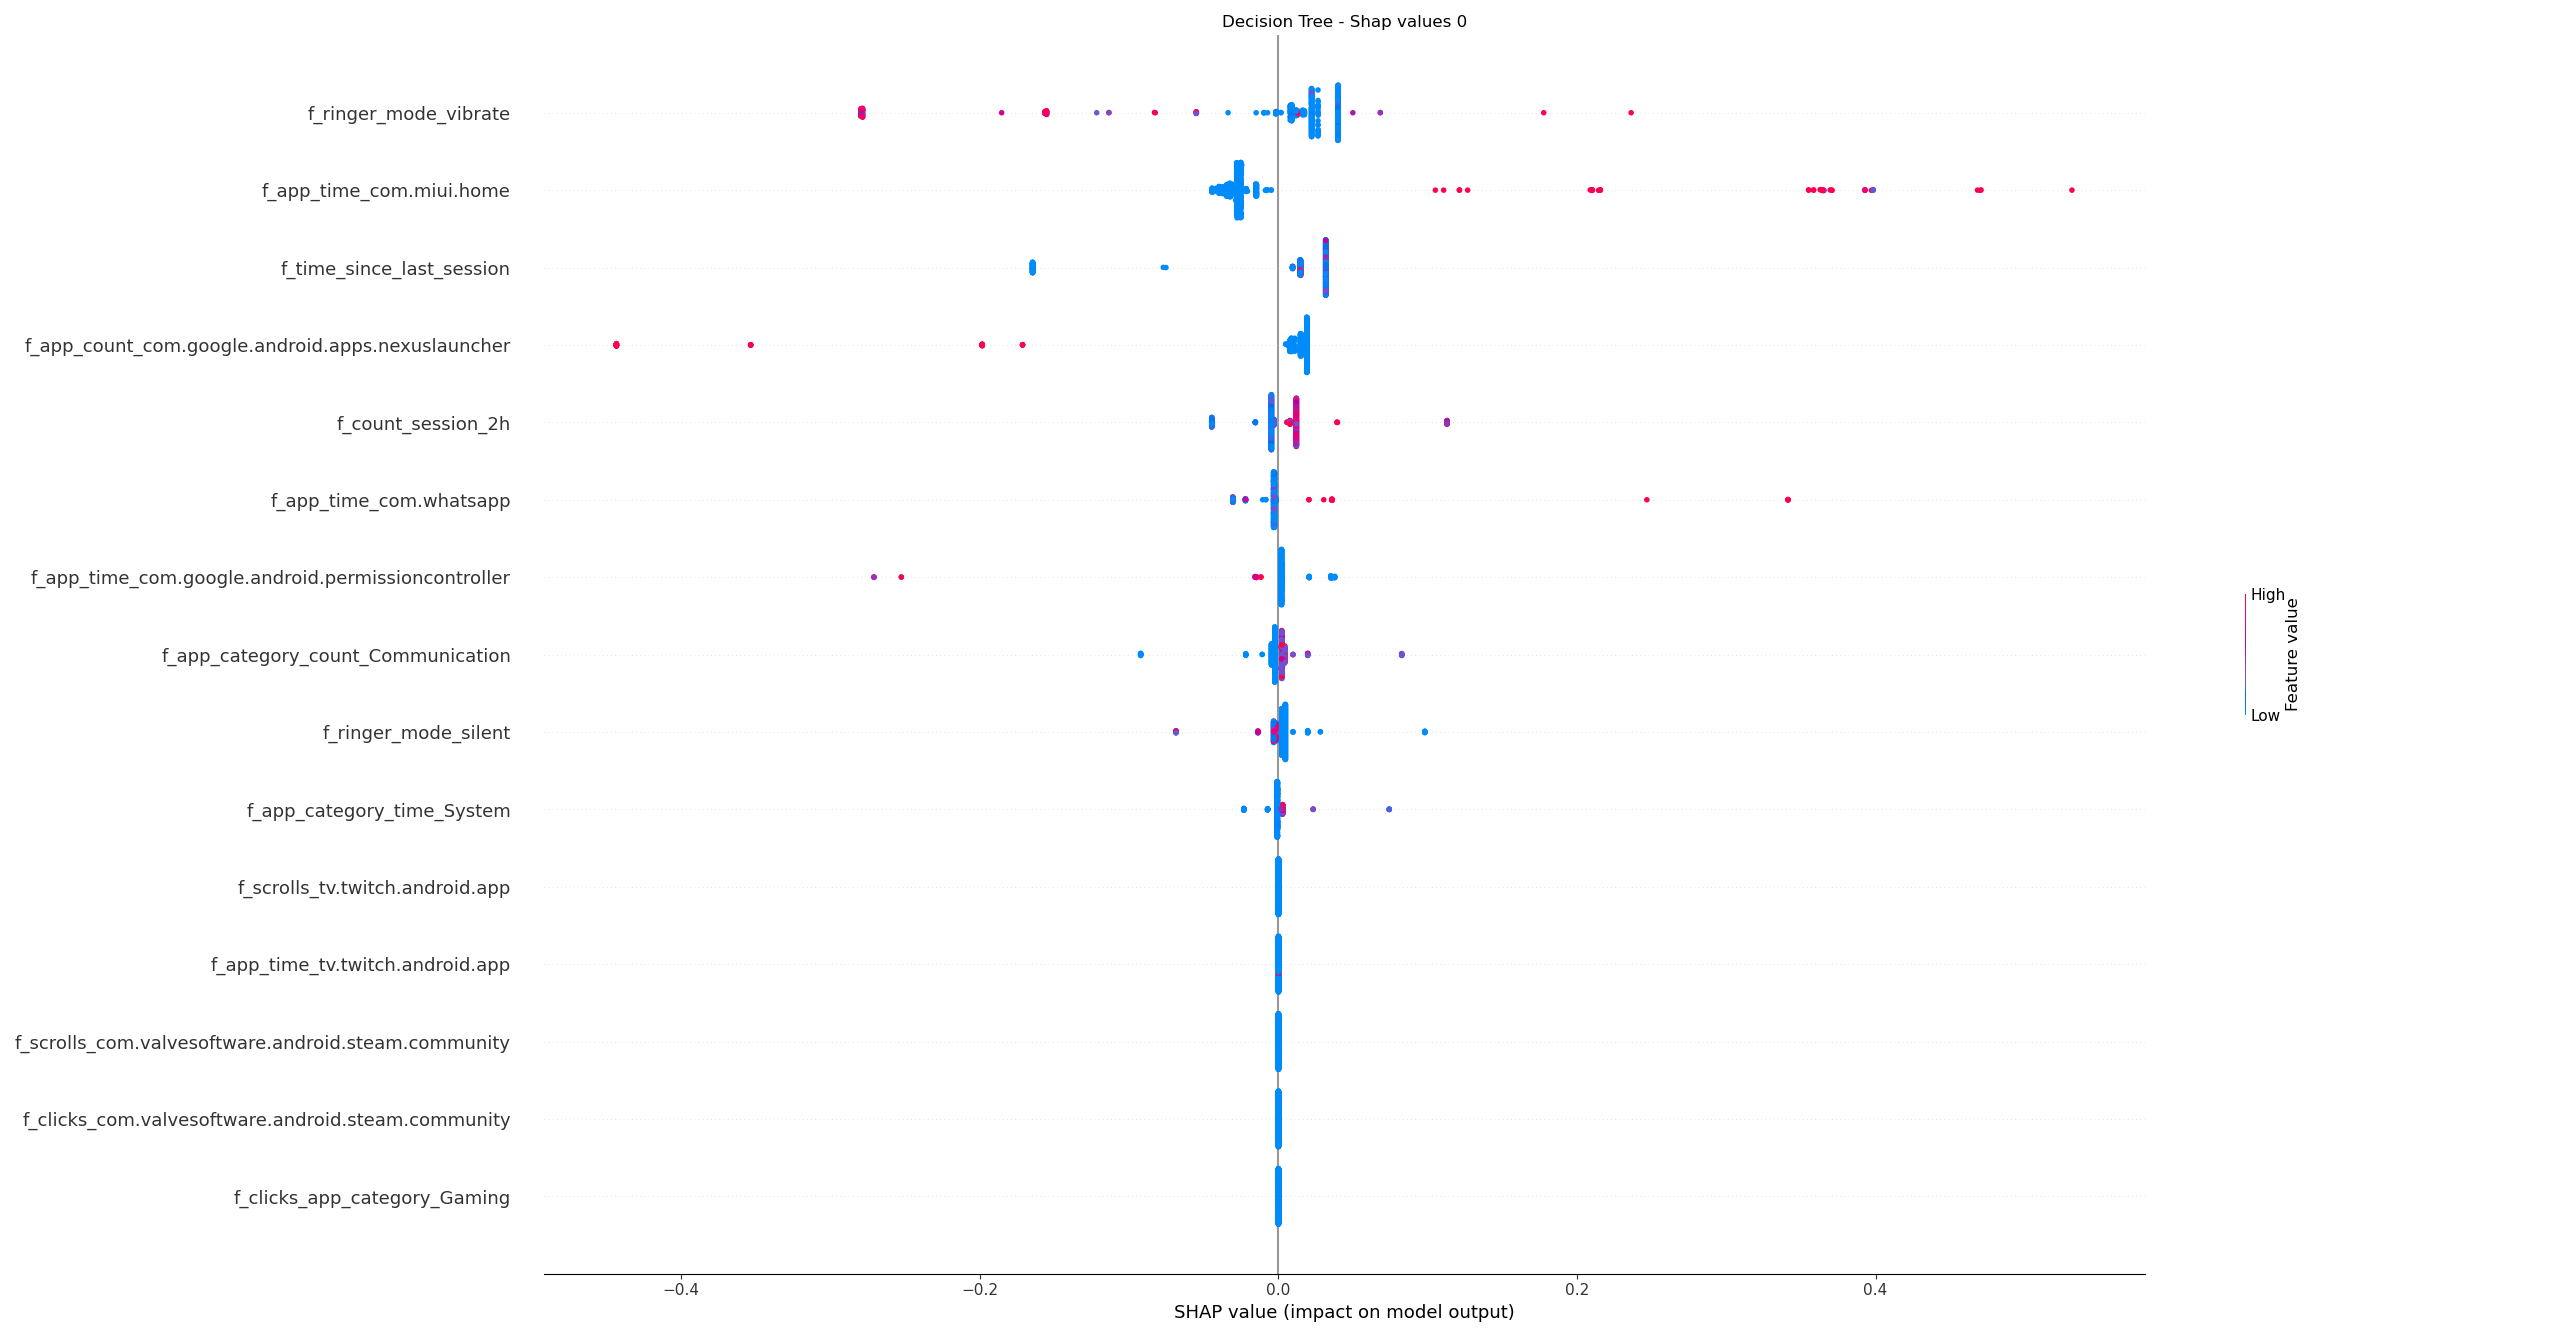 Decision Tree - Shap values 0
f_ringer_mode_vibrate
f_app_time_com.miui.home
f_time_since_last_session
f_app_count_com.google.android.apps.nexuslauncher
f_count_session_2h
f_app_time_com.whatsapp
f_app_time_com.google.android.permissioncontroller
f_app_category_count_Communication
f_ringer_mode_silent
f_app_category_time_System
f_scrolls_tv.twitch.android.app
f_app_time_tv.twitch.android.app
f_scrolls_com.valvesoftware.android.steam.community
f_clicks_com.valvesoftware.android.steam.community
f_clicks_app_category_Gaming
−0.4 −0.2 0.0 0.2 0.4
SHAP value (impact on model output)
High
Low
Feature value